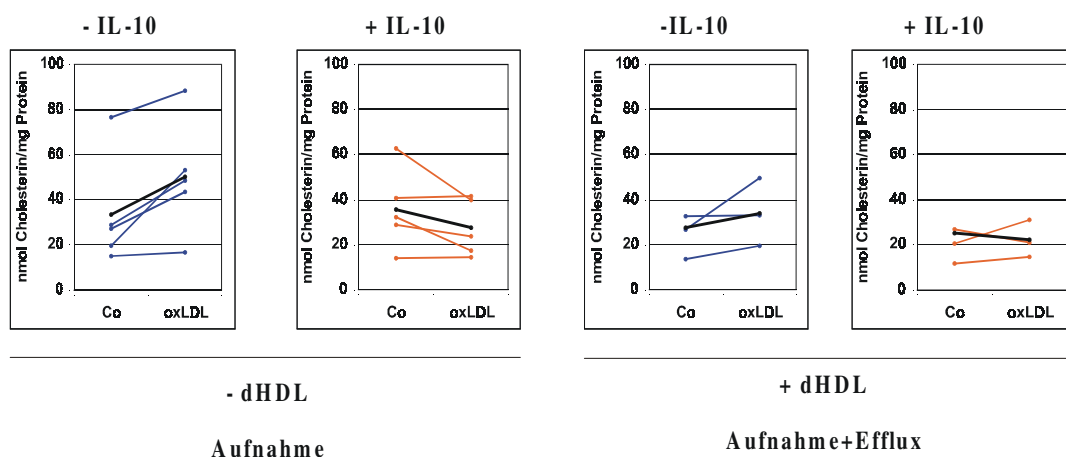 - IL-10
+ IL-10
-IL-10
+ IL-10
nmol Cholesterin/mg Protein
100
80
60
40
20
0
Co oxLDL
nmol Cholesterin/mg Protein
100
80
60
40
20
0
Co oxLDL
nmol Cholesterin/mg Protein
100
80
60
40
20
0
Co oxLDL
nmol Cholesterin/mg Protein
100
80
60
40
20
0
Co oxLDL
- dHDL
Aufnahme
+ dHDL
Aufnahme+Efflux